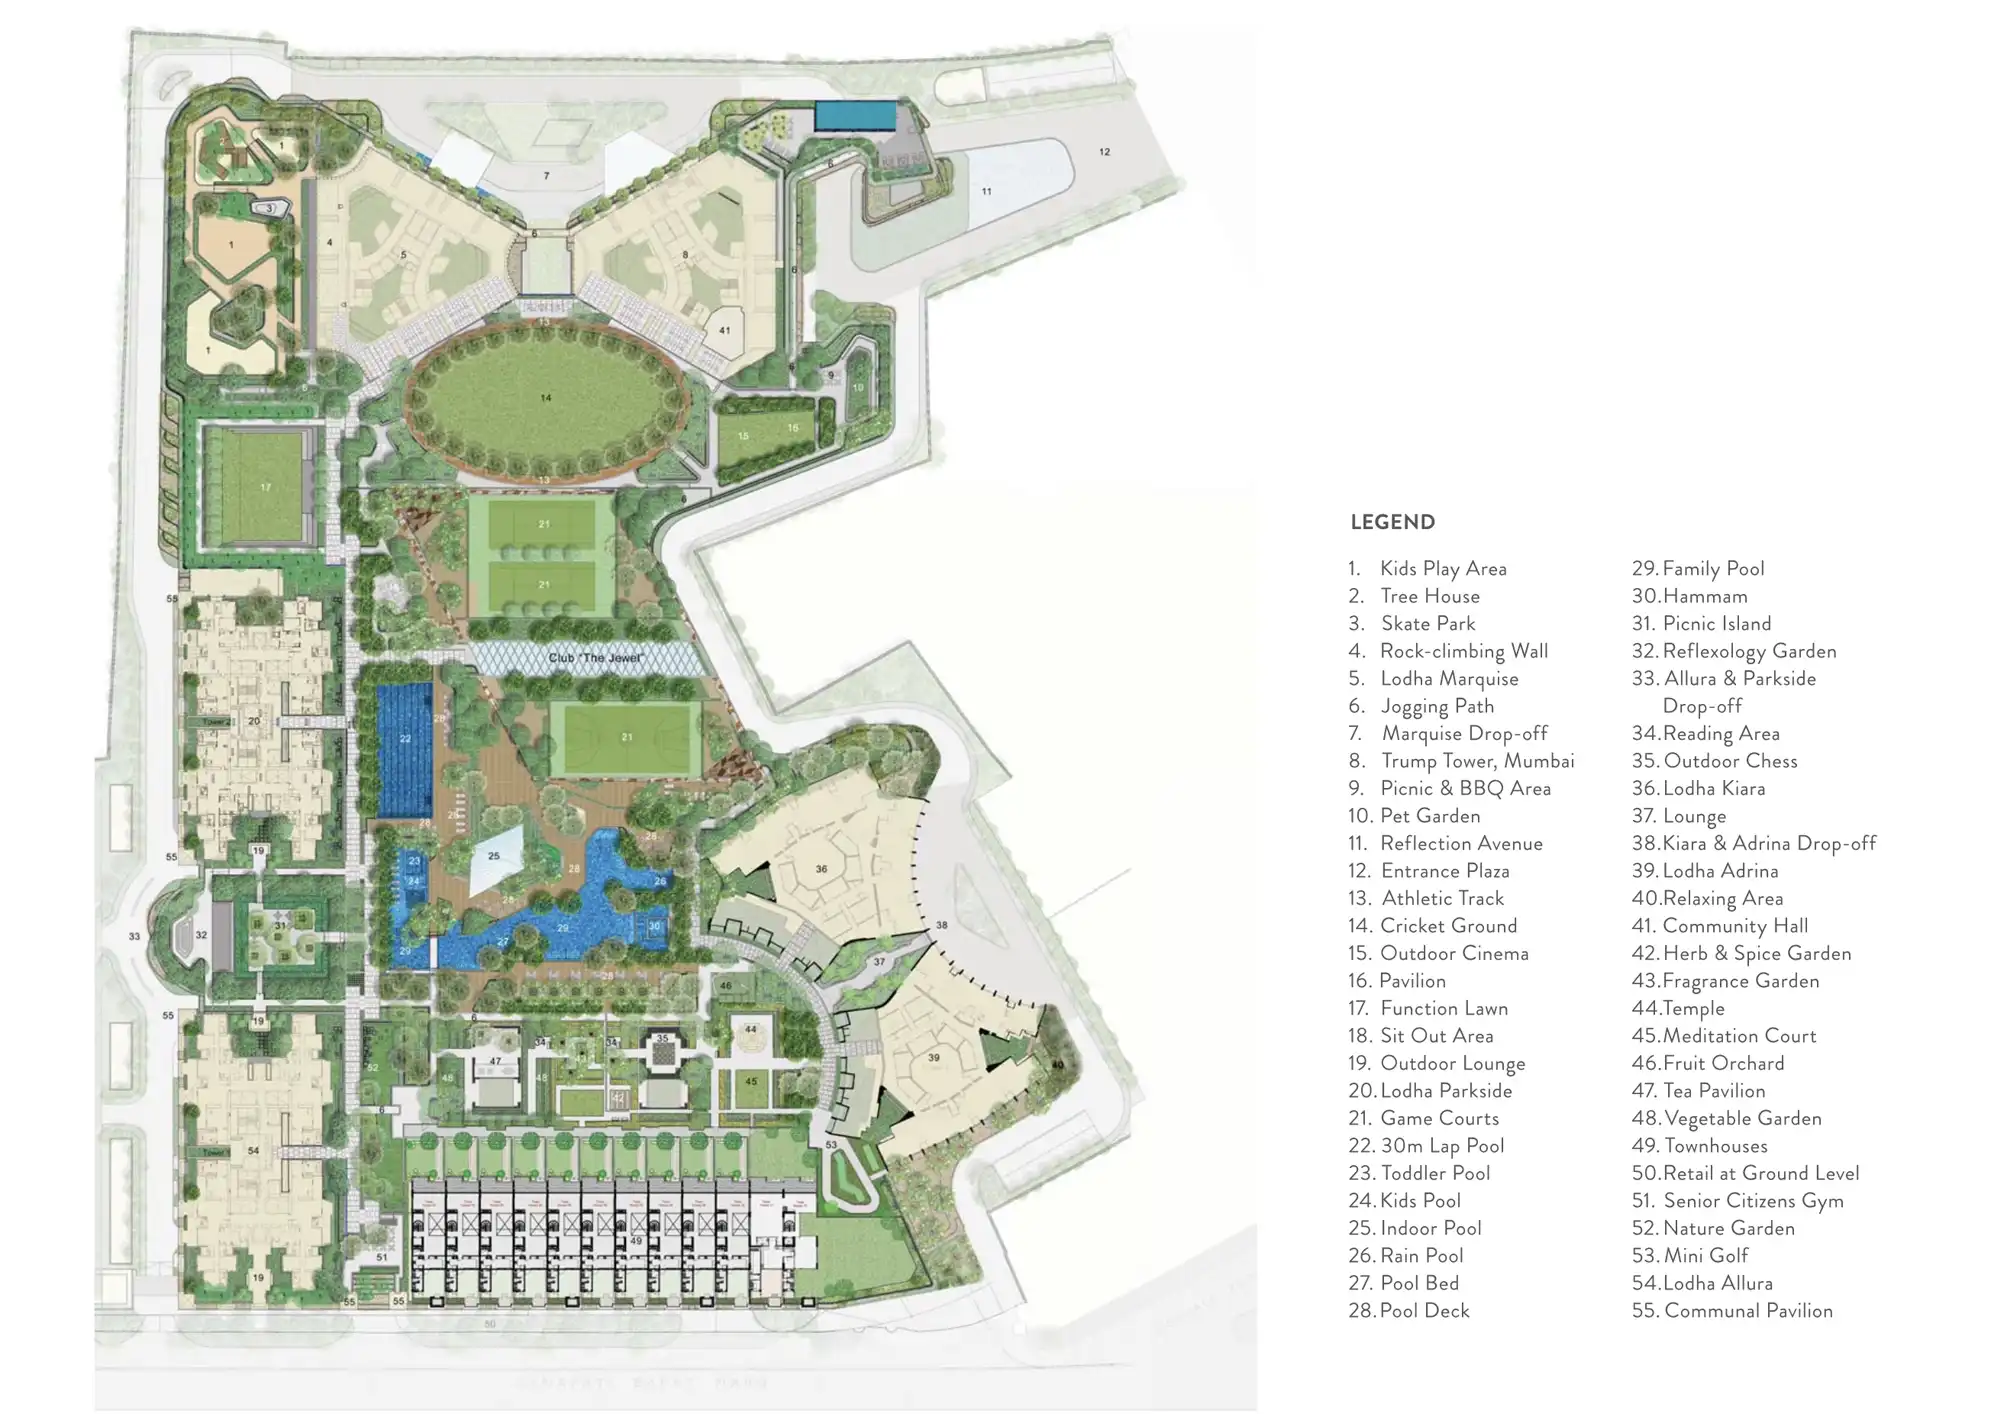 2
1
3
1
4
5
7
6
8
6
11
12
6
41
1
13
6
9
10
14
15
16
17
13
6
21
21
55
Club "The Jewel"
Tower 2
20
22
28
21
28
28
28
55
19
23
24
25
28
26
36
28
33
32
31
29
27
29
30
38
37
28
46
55
19
6
47
34
34
35
44
39
40
52
48
48
42
45
6
Tower 1
54
53
49
51
19
55
55
50
LEGEND
1. Kids Play Area
2. Tree House
3. Skate Park
4. Rock-climbing Wall
5. Lodha Marquise
6. Jogging Path
7. Marquise Drop-off
8. Trump Tower, Mumbai
9. Picnic & BBQ Area
10. Pet Garden
11. Reflection Avenue
12. Entrance Plaza
13. Athletic Track
14. Cricket Ground
15. Outdoor Cinema
16. Pavilion
17. Function Lawn
18. Sit Out Area
19. Outdoor Lounge
20. Lodha Parkside
21. Game Courts
22. 30m Lap Pool
23. Toddler Pool
24. Kids Pool
25. Indoor Pool
26. Rain Pool
27. Pool Bed
28. Pool Deck
29. Family Pool
30. Hammam
31. Picnic Island
32. Reflexology Garden
33. Allura & Parkside
Drop-off
34. Reading Area
35. Outdoor Chess
36. Lodha Kiara
37. Lounge
38. Kiara & Adrina Drop-off
39. Lodha Adrina
40. Relaxing Area
41. Community Hall
42. Herb & Spice Garden
43. Fragrance Garden
44. Temple
45. Meditation Court
46. Fruit Orchard
47. Tea Pavilion
48. Vegetable Garden
49. Townhouses
50. Retail at Ground Level
51. Senior Citizens Gym
52. Nature Garden
53. Mini Golf
54. Lodha Allura
55. Communal Pavilion